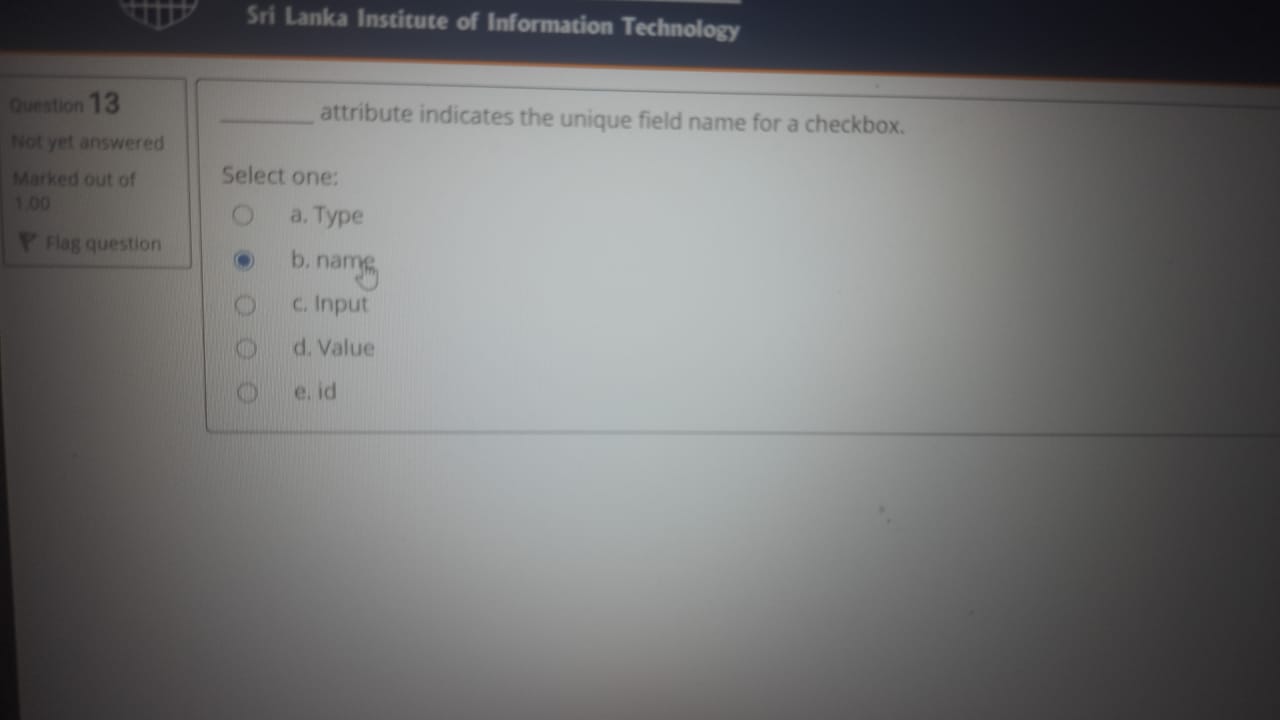 Sri Lanka Institute of Information Technology
Question 13
Not yet answered
Marked out of
1.00
Flag question
________ attribute indicates the unique field name for a checkbox.
Select one:
a. Type
b. name
c. Input
d. Value
e. id